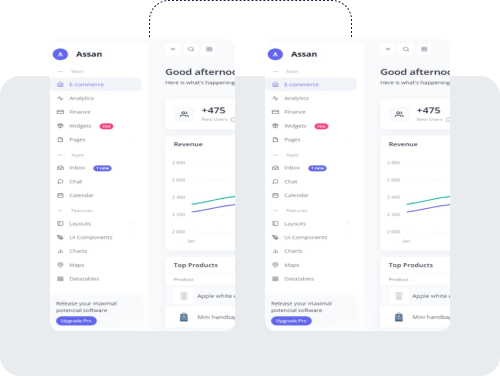 A Assan
Main
E-commerce
Analytics
Finance
Widgets Hot
Pages
Apps
Inbox 1 new
Chat
Calendar
Features
Layouts
UI Components
Charts
Maps
Datatables
Release your maximal
potencial software
Upgrade Pro
Good afternoo
Here is what's happening
+475
New Users
Revenue
2 800
2 600
2 400
2 200
2 000
Jan
Top Products
Product
Apple white
Mini handba
A Assan
Main
E-commerce
Analytics
Finance
Widgets Hot
Pages
Apps
Inbox 1 new
Chat
Calendar
Features
Layouts
UI Components
Charts
Maps
Datatables
Release your maximal
potencial software
Upgrade Pro
Good afternoo
Here is what's happening
+475
New Users
Revenue
2 800
2 600
2 400
2 200
2 000
Jan
Top Products
Product
Apple white
Mini handbag